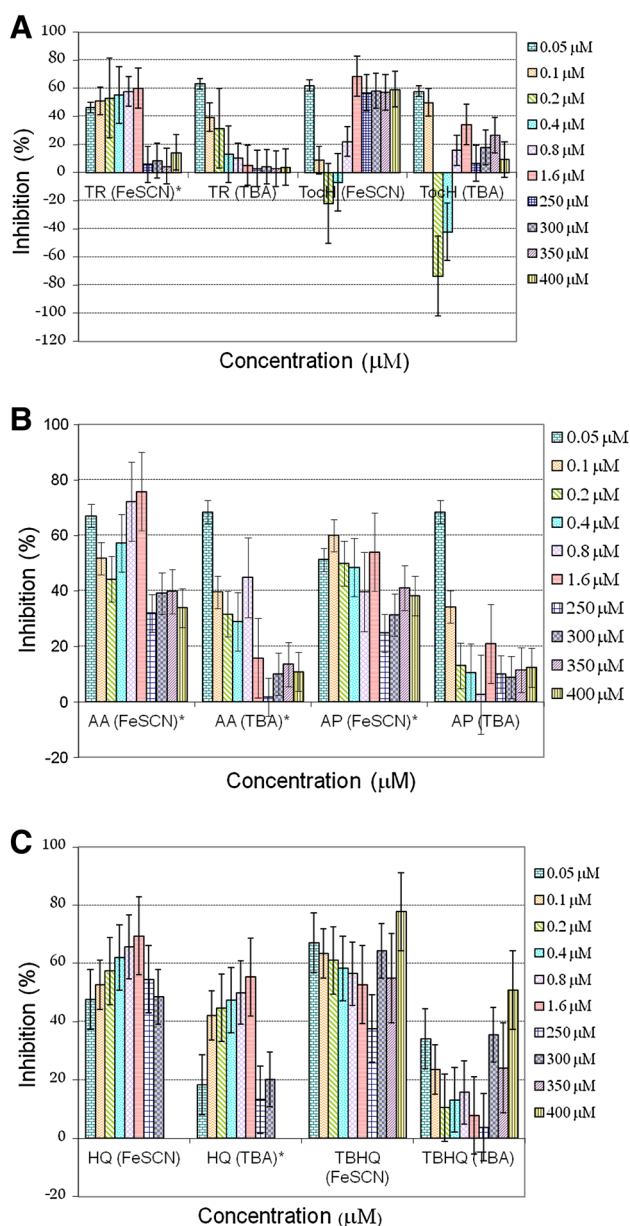 A
100
80
60
40
20
0
-20
-40
-60
-80
-100
-120
Inhibition (%)
TR (FeSCN)* TR (TBA) TocH (FeSCN) TocH (TBA)
Concentration (μM)
0.05 μM
0.1 μM
0.2 μM
0.4 μM
0.8 μM
1.6 μM
250 μM
300 μM
350 μM
400 μM
B
100
80
60
40
20
0
-20
Inhibition (%)
AA (FeSCN)* AA (TBA)* AP (FeSCN)* AP (TBA)
Concentration (μM)
0.05 μM
0.1 μM
0.2 μM
0.4 μM
0.8 μM
1.6 μM
250 μM
300 μM
350 μM
400 μM
C
100
80
60
40
20
0
-20
Inhibition (%)
HQ (FeSCN) HQ (TBA)* TBHQ (FeSCN) TBHQ (TBA)
Concentration (μM)
0.05 μM
0.1 μM
0.2 μM
0.4 μM
0.8 μM
1.6 μM
250 μM
300 μM
350 μM
400 μM